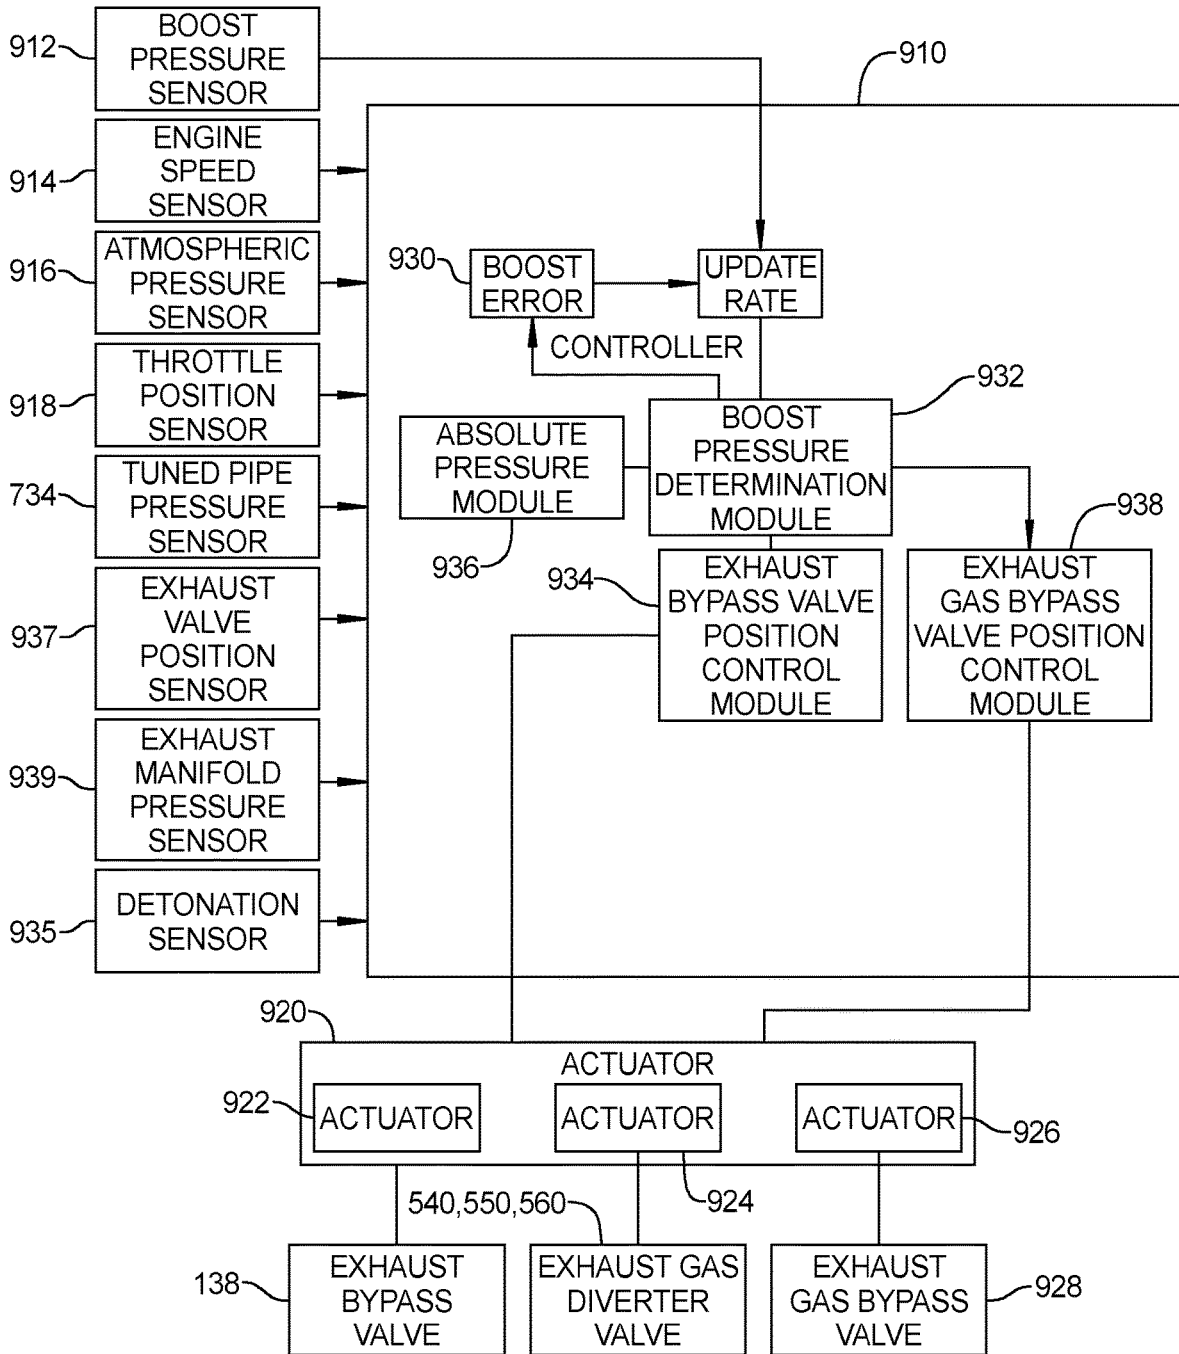 912
BOOST
PRESSURE
SENSOR
910
914
ENGINE
SPEED
SENSOR
916
ATMOSPHERIC
PRESSURE
SENSOR
930
BOOST
ERROR
UPDATE
RATE
CONTROLLER
918
THROTTLE
POSITION
SENSOR
932
BOOST
PRESSURE
DETERMINATION
MODULE
ABSOLUTE
PRESSURE
MODULE
936
734
TUNED PIPE
PRESSURE
SENSOR
938
934
EXHAUST
BYPASS VALVE
POSITION
CONTROL
MODULE
EXHAUST
GAS BYPASS
VALVE POSITION
CONTROL
MODULE
937
EXHAUST
VALVE
POSITION
SENSOR
939
EXHAUST
MANIFOLD
PRESSURE
SENSOR
935
DETONATION
SENSOR
920
ACTUATOR
922
ACTUATOR
ACTUATOR
924
ACTUATOR
926
540,550,560
138
EXHAUST
BYPASS
VALVE
EXHAUST GAS
DIVERTER
VALVE
EXHAUST
GAS BYPASS
VALVE
928